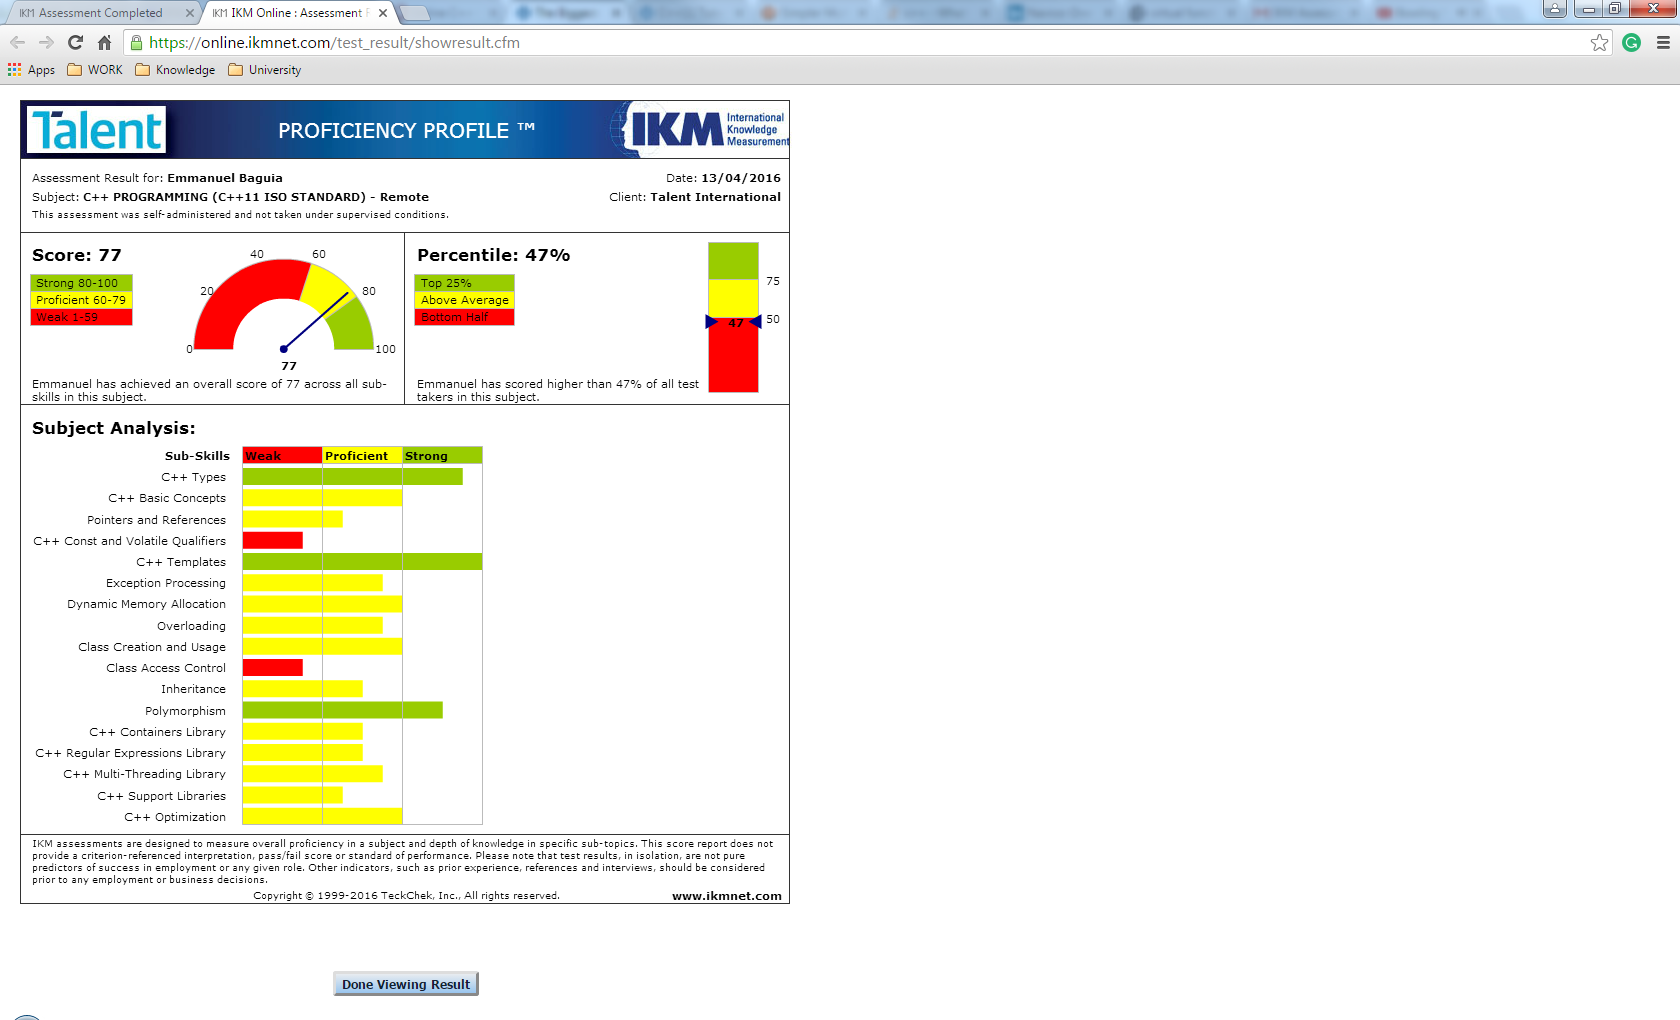 IKM Assessment Completed
IKM IKM Online : Assessment
https://online.ikmnet.com/test_result/showresult.cfm
Apps WORK Knowledge University
Talent
PROFICIENCY PROFILE ™
IKM International Knowledge Measurement
Assessment Result for: Emmanuel Baguia
Date: 13/04/2016
Subject: C++ PROGRAMMING (C++11 ISO STANDARD) - Remote
Client: Talent International
This assessment was self-administered and not taken under supervised conditions.
Score: 77
Strong 80-100
Proficient 60-79
Weak 1-59
0
20
40
60
80
100
77
Emmanuel has achieved an overall score of 77 across all sub-
skills in this subject.
Percentile: 47%
Top 25%
Above Average
Bottom Half
75
50
47
Emmanuel has scored higher than 47% of all test
takers in this subject.
Subject Analysis:
Sub-Skills Weak Proficient Strong
C++ Types
C++ Basic Concepts
Pointers and References
C++ Const and Volatile Qualifiers
C++ Templates
Exception Processing
Dynamic Memory Allocation
Overloading
Class Creation and Usage
Class Access Control
Inheritance
Polymorphism
C++ Containers Library
C++ Regular Expressions Library
C++ Multi-Threading Library
C++ Support Libraries
C++ Optimization
IKM assessments are designed to measure overall proficiency in a subject and depth of knowledge in specific sub-topics. This score report does not
provide a criterion-referenced interpretation, pass/fail score or standard of performance. Please note that test results, in isolation, are not pure
predictors of success in employment or any given role. Other indicators, such as prior experience, references and interviews, should be considered
prior to any employment or business decisions.
Copyright © 1999-2016 TeckChek, Inc., All rights reserved.
www.ikmnet.com
Done Viewing Result